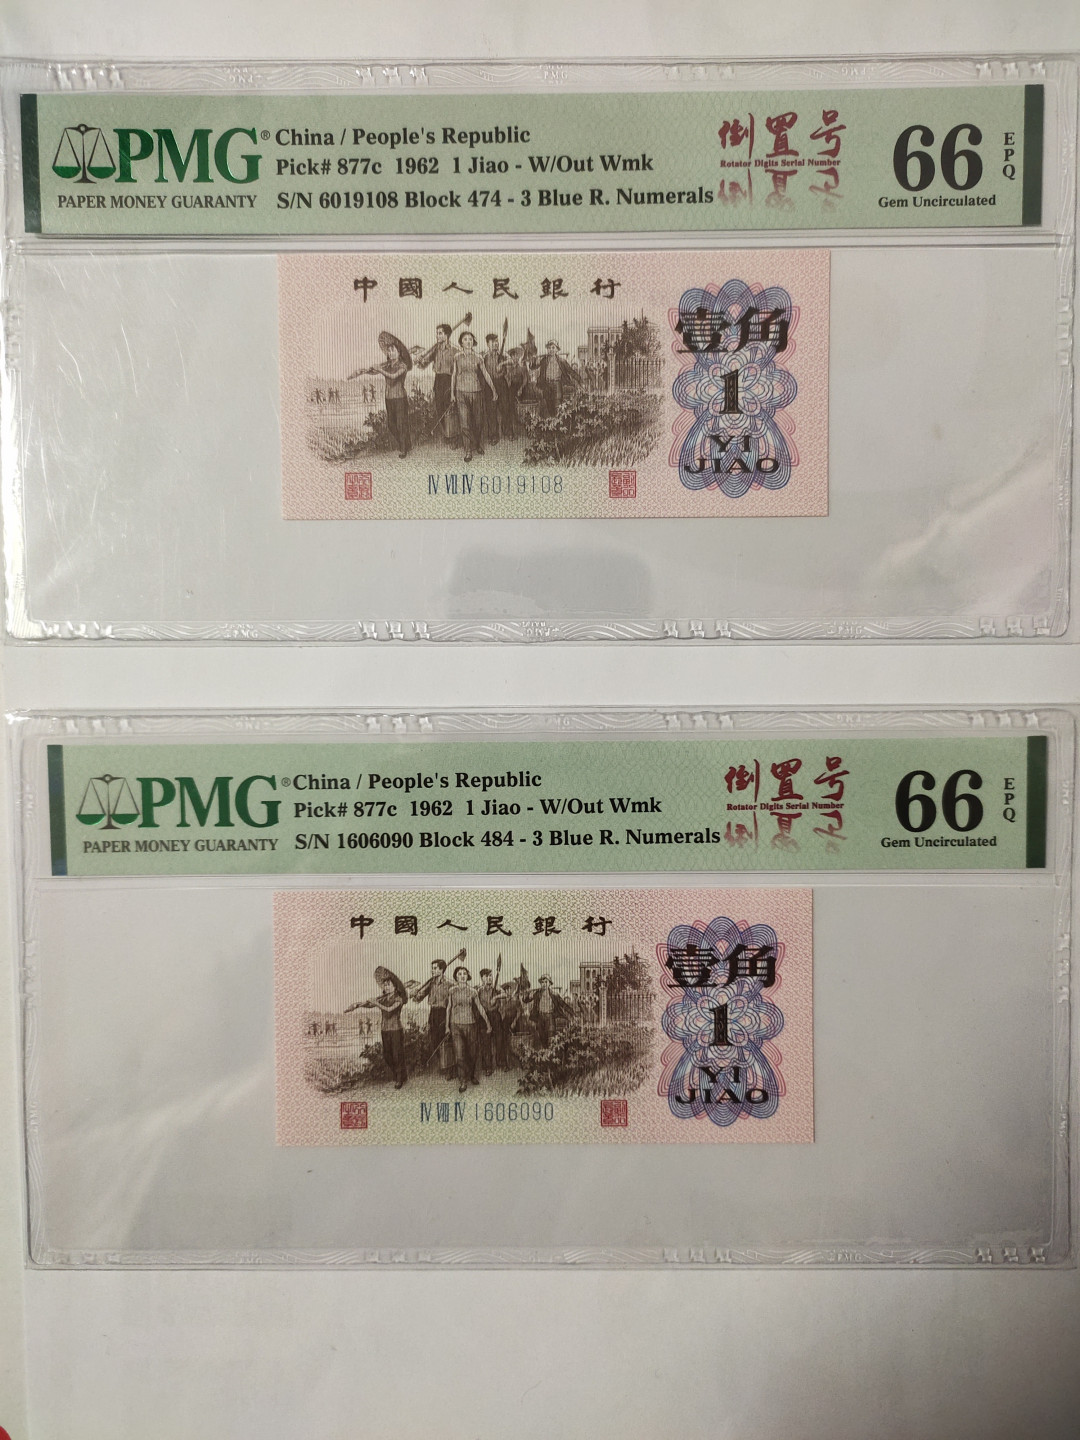 PMG® China / People's Republic
Pick# 877c 1962 1 Jiao - W/Out Wmk
PAPER MONEY GUARANTY S/N 6019108 Block 474 - 3 Blue R. Numerals
倒置号
Rotator Digits Serial Number
66 EPQ
Gem Uncirculated
中國人民銀行
壹角
1
YI
JIAO
Ⅳ Ⅶ Ⅳ 6019108
PMG® China / People's Republic
Pick# 877c 1962 1 Jiao - W/Out Wmk
PAPER MONEY GUARANTY S/N 1606090 Block 484 - 3 Blue R. Numerals
倒置号
Rotator Digits Serial Number
66 EPQ
Gem Uncirculated
中國人民銀行
壹角
1
YI
JIAO
Ⅳ Ⅷ Ⅳ 1606090